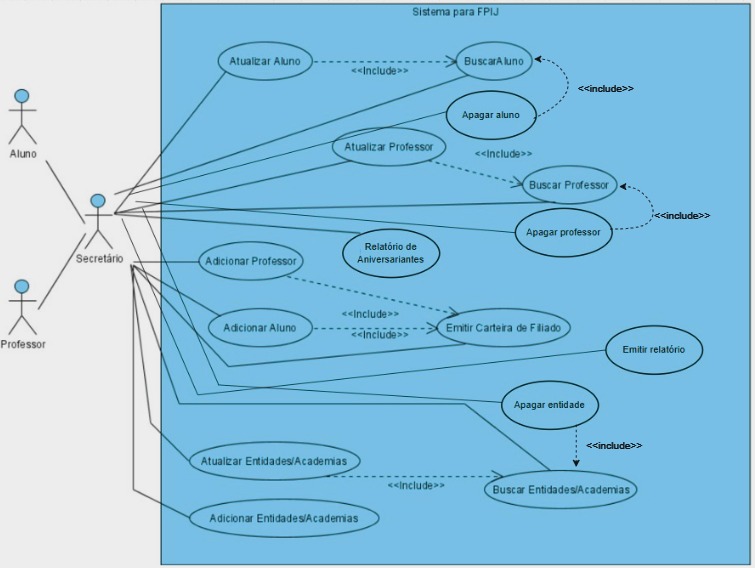 Sistema para FPIJ
Atualizar Aluno
<<Include>>
BuscarAluno
<<include>>
Apagar aluno
Aluno
Atualizar Professor
<<Include>>
Buscar Professor
<<include>>
Apagar professor
Secretário
Relatório de
Aniversariantes
Adicionar Professor
<<Include>>
Adicionar Aluno
<<Include>>
Emitir Carteira de Filiado
Professor
Emitir relatório
Apagar entidade
<<include>>
Atualizar Entidades/Academias
<<Include>>
Buscar Entidades/Academias
Adicionar Entidades/Academias